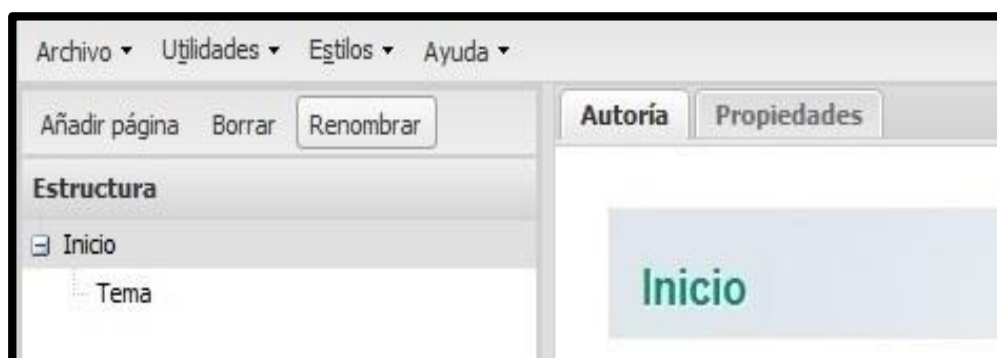 Archivo Utilidades Estilos Ayuda
Añadir página Borrar Renombrar
Autoría Propiedades
Estructura
Inicio
Tema
Inicio